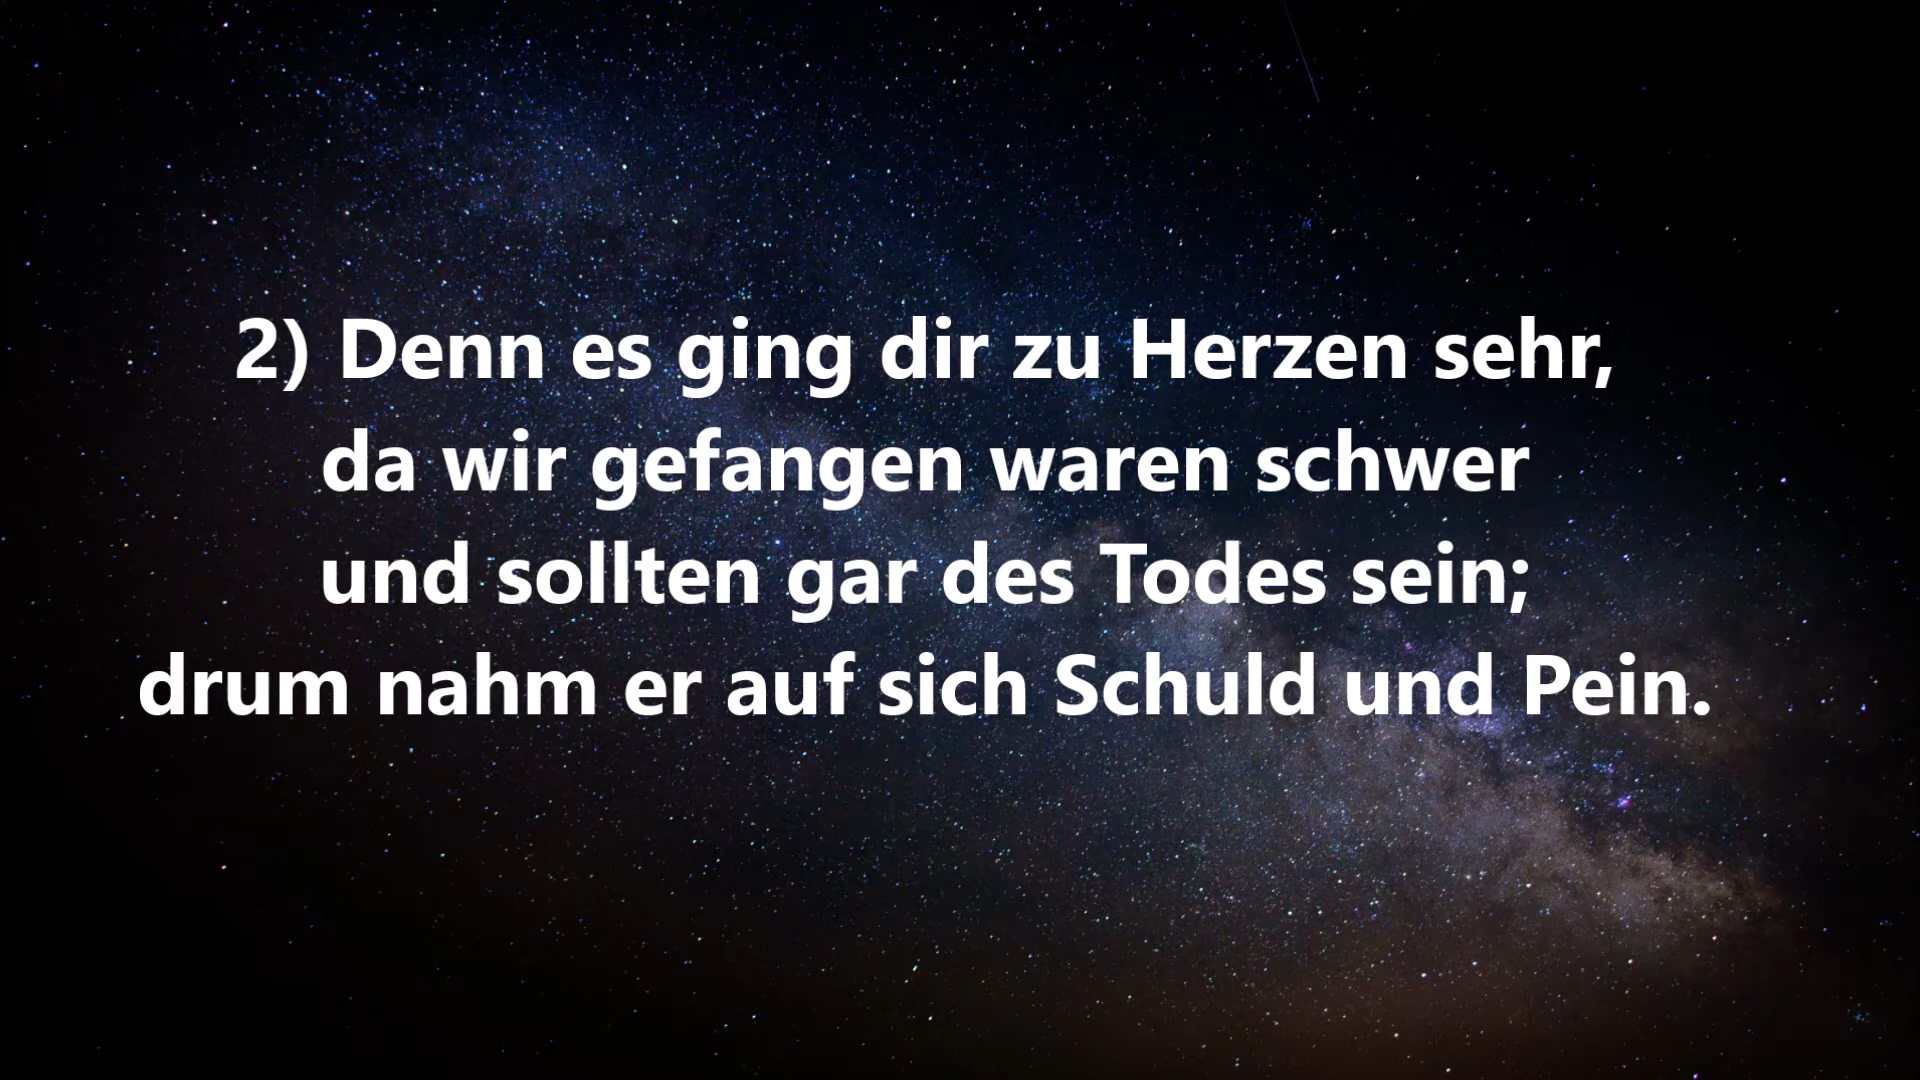 2) Denn es ging dir zu Herzen sehr,
da wir gefangen waren schwer
und sollten gar des Todes sein;
drum nahm er auf sich Schuld und Pein.